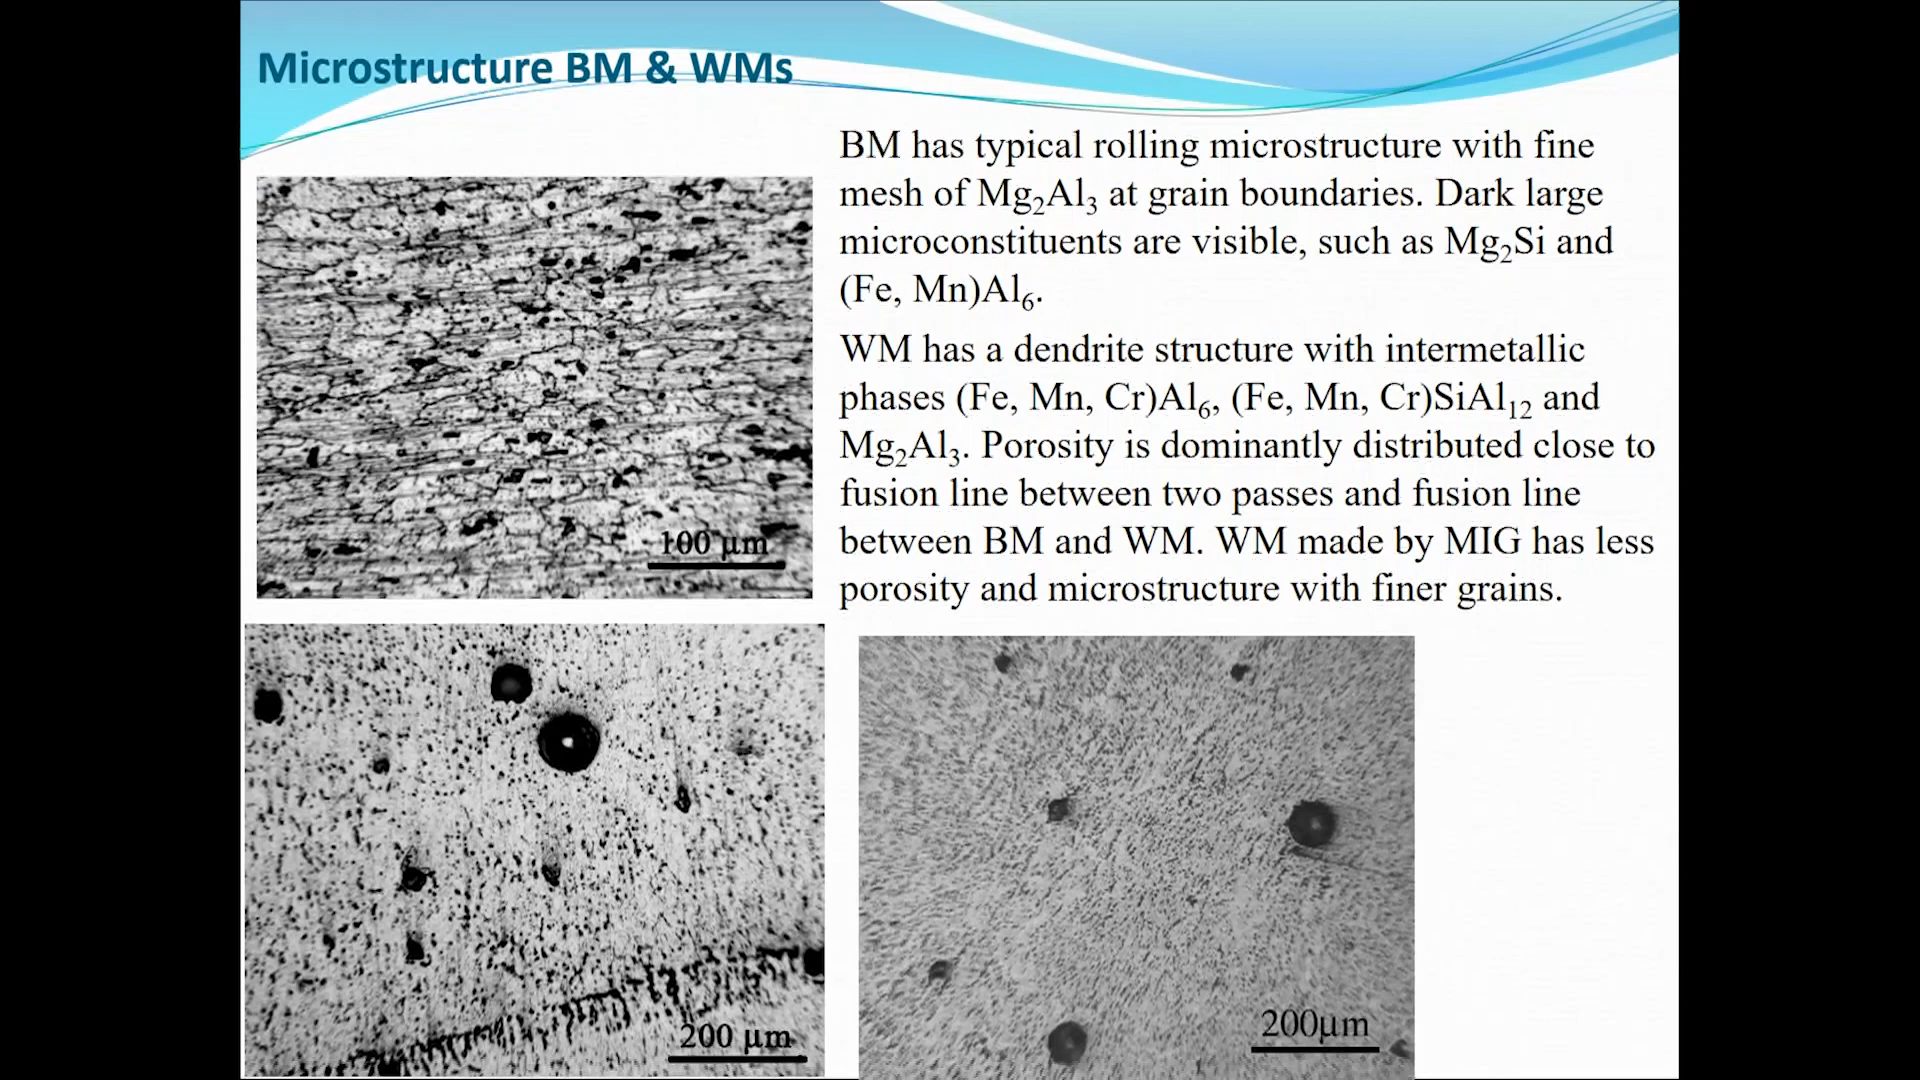 Microstructure BM & WMs
BM has typical rolling microstructure with fine
mesh of Mg₂Al₃ at grain boundaries. Dark large
microconstituents are visible, such as Mg₂Si and
(Fe, Mn)Al₆.
WM has a dendrite structure with intermetallic
phases (Fe, Mn, Cr)Al₆, (Fe, Mn, Cr)SiAl₁₂ and
Mg₂Al₃. Porosity is dominantly distributed close to
fusion line between two passes and fusion line
between BM and WM. WM made by MIG has less
porosity and microstructure with finer grains.
100 µm
200 µm
200µm